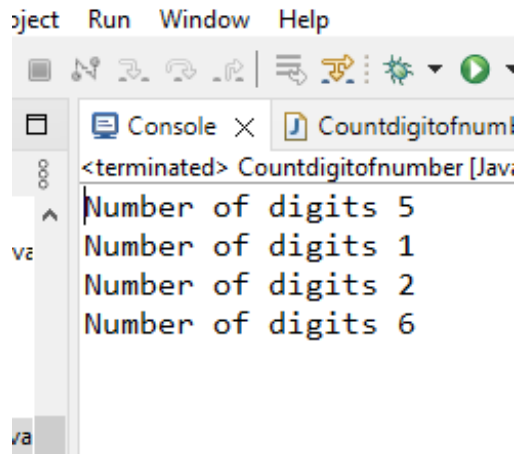 oject Run Window Help
Console Countdigitofnum
<terminated> Countdigitofnumber [Java
Number of digits 5
Number of digits 1
Number of digits 2
Number of digits 6
va
va